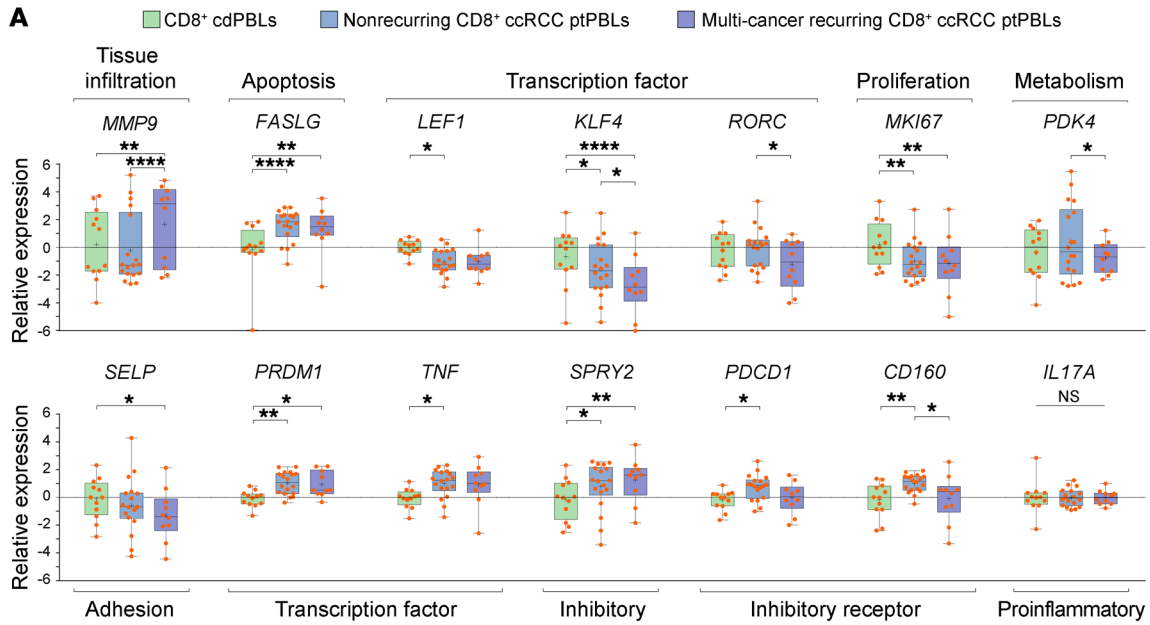 A
CD8⁺ cdPBLs
Nonrecurring CD8⁺ ccRCC ptPBLs
Multi-cancer recurring CD8⁺ ccRCC ptPBLs
Tissue
infiltration
Apoptosis
Transcription factor
Proliferation
Metabolism
MMP9
FASLG
LEF1
KLF4
RORC
MKI67
PDK4
**
****
**
****
*
****
*
*
*
**
**
*
Relative expression
6
4
2
0
-2
-4
-6
SELP
PRDM1
TNF
SPRY2
PDCD1
CD160
IL17A
*
*
**
*
**
*
*
**
*
NS
Relative expression
6
4
2
0
-2
-4
-6
Adhesion
Transcription factor
Inhibitory
Inhibitory receptor
Proinflammatory